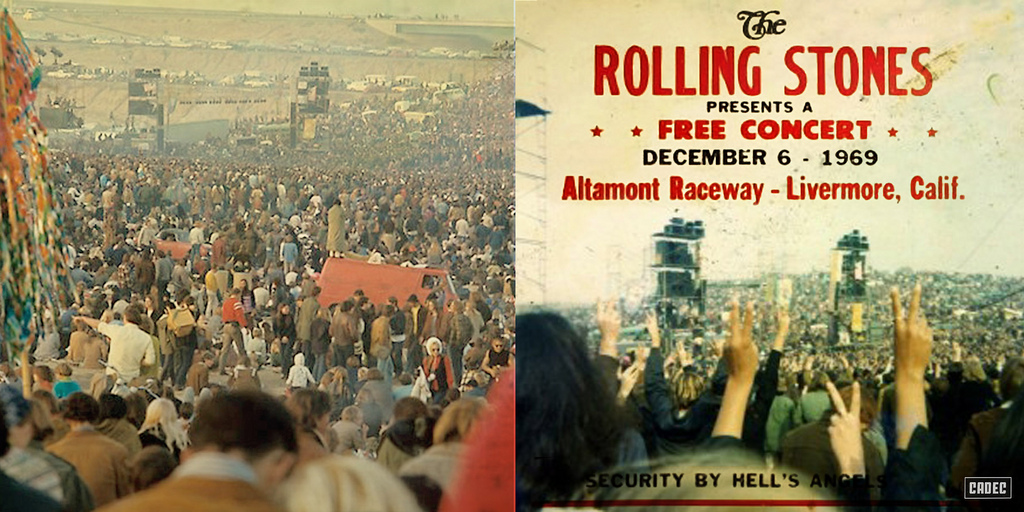 The
ROLLING STONES
PRESENTS A
FREE CONCERT
DECEMBER 6 - 1969
Altamont Raceway - Livermore, Calif.
SECURITY BY HELL'S ANGELS
CADEC